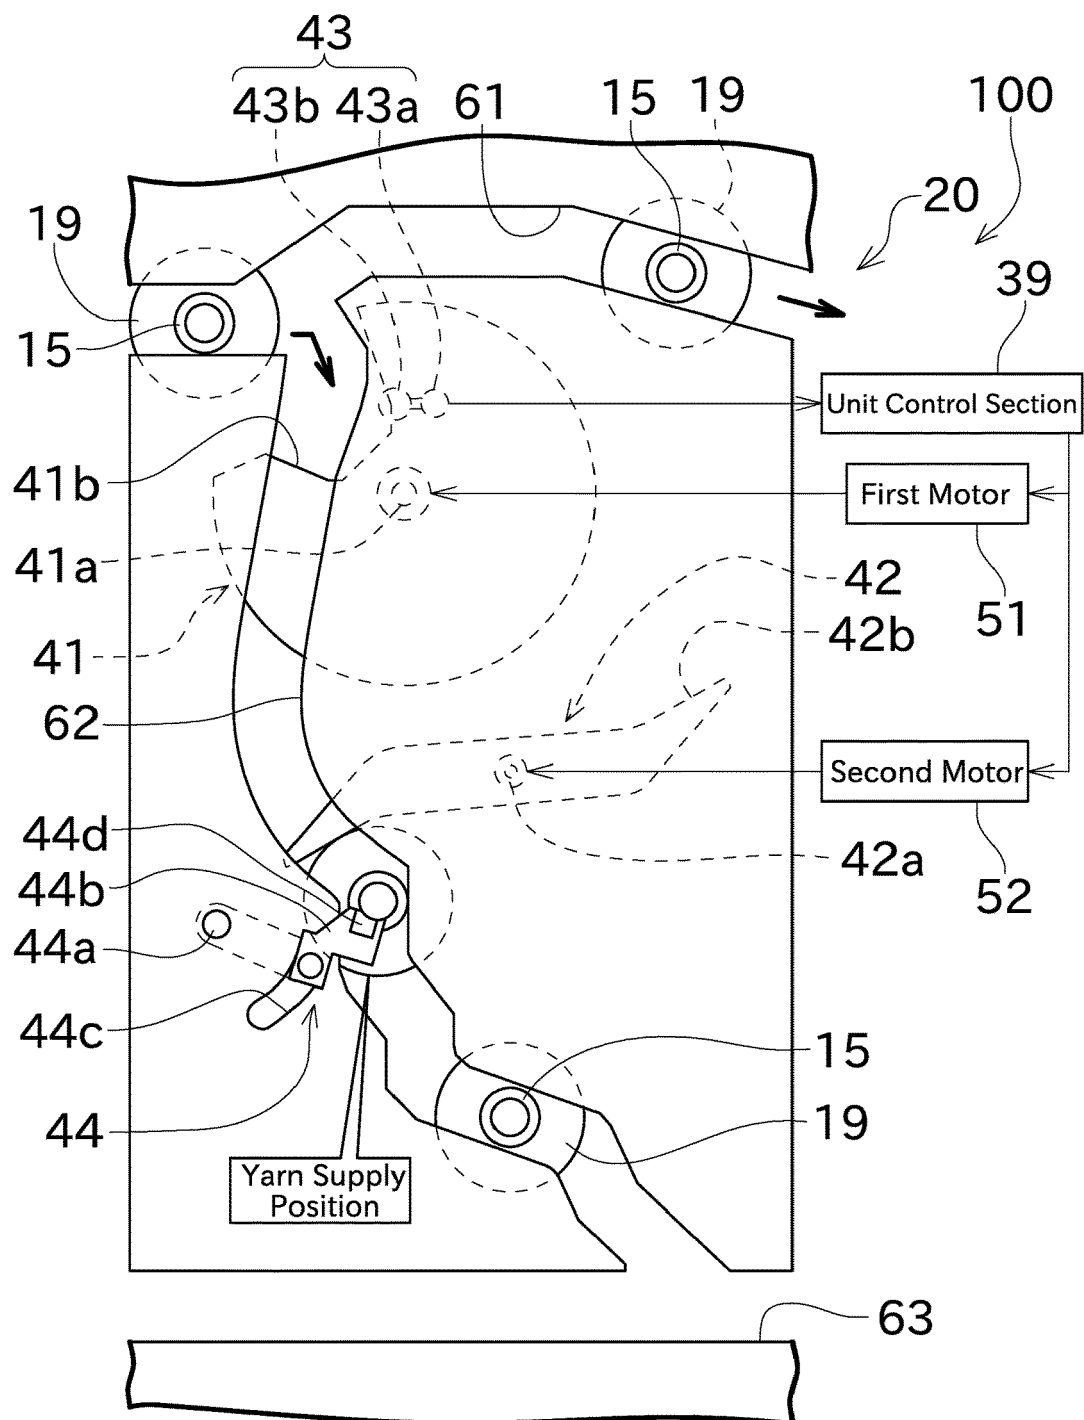 43
43b 43a 61 15 19 100
20
19
39
15
Unit Control Section
41b
First Motor
41a
42
51
42b
41
62
Second Motor
44d
42a
44b
52
44a
44c
15
44
19
Yarn Supply
Position
63